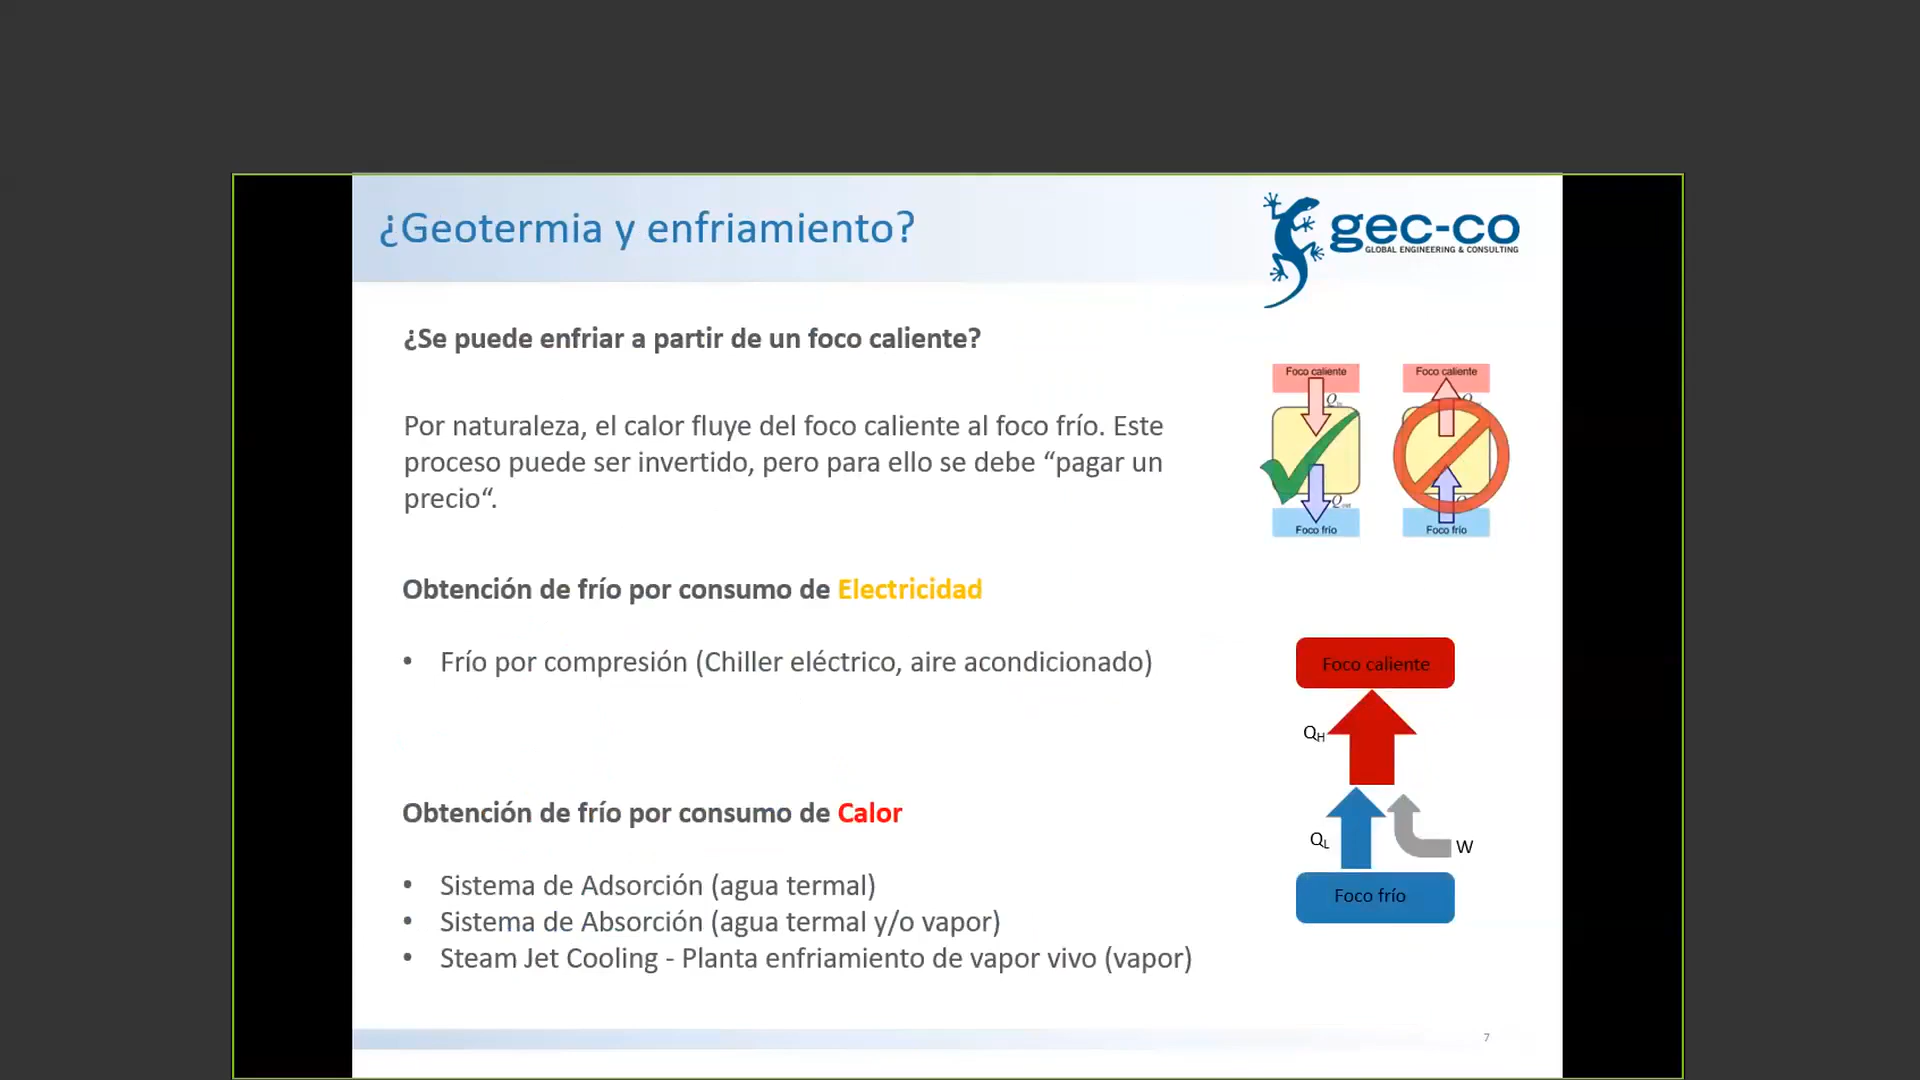 ¿Geotermia y enfriamiento?
gec-co
GLOBAL ENGINEERING & CONSULTING
¿Se puede enfriar a partir de un foco caliente?
Por naturaleza, el calor fluye del foco caliente al foco frío. Este
proceso puede ser invertido, pero para ello se debe “pagar un
precio“.
Foco caliente
Q in
Q out
Foco frío
Foco caliente
Q
Q
Foco frío
Obtención de frío por consumo de Electricidad
• Frío por compresión (Chiller eléctrico, aire acondicionado)
Foco caliente
QH
QL
W
Foco frío
Obtención de frío por consumo de Calor
• Sistema de Adsorción (agua termal)
• Sistema de Absorción (agua termal y/o vapor)
• Steam Jet Cooling - Planta enfriamiento de vapor vivo (vapor)
7